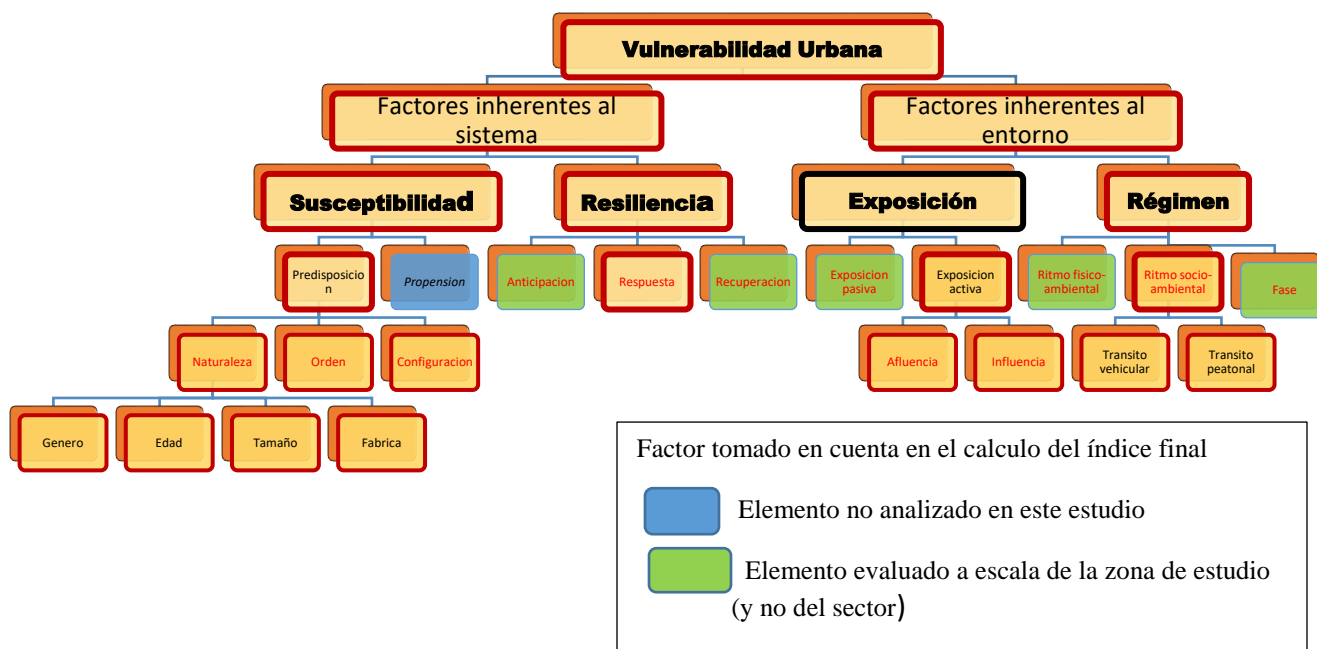 Vulnerabilidad Urbana
Factores inherentes al
sistema
Factores inherentes al
entorno
Susceptibilidad
Resiliencia
Exposición
Régimen
Predisposicio
n
Propension
Anticipacion
Respuesta
Recuperacion
Exposicion
pasiva
Exposicion
activa
Ritmo fisico-
ambiental
Ritmo socio-
ambiental
Fase
Naturaleza
Orden
Configuracion
Afluencia
Influencia
Transito
vehicular
Transito
peatonal
Genero
Edad
Tamaño
Fabrica
Factor tomado en cuenta en el calculo del índice final
Elemento no analizado en este estudio
Elemento evaluado a escala de la zona de estudio
(y no del sector)